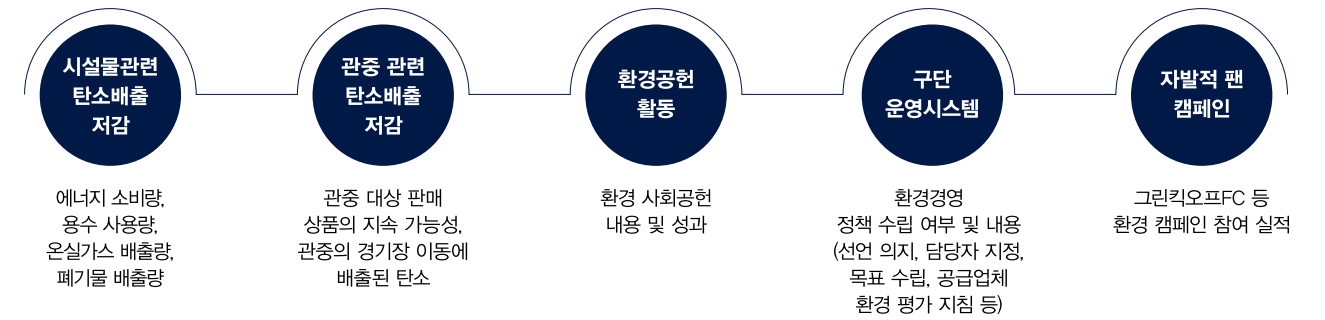 시설물관련
탄소배출
저감
에너지 소비량,
용수 사용량,
온실가스 배출량,
폐기물 배출량
관중 관련
탄소배출
저감
관중 대상 판매
상품의 지속 가능성,
관중의 경기장 이동에
배출된 탄소
환경공헌
활동
환경 사회공헌
내용 및 성과
구단
운영시스템
환경경영
정책 수립 여부 및 내용
(선언 의지, 담당자 지정,
목표 수립, 공급업체
환경 평가 지침 등)
자발적 팬
캠페인
그린킥오프FC 등
환경 캠페인 참여 실적